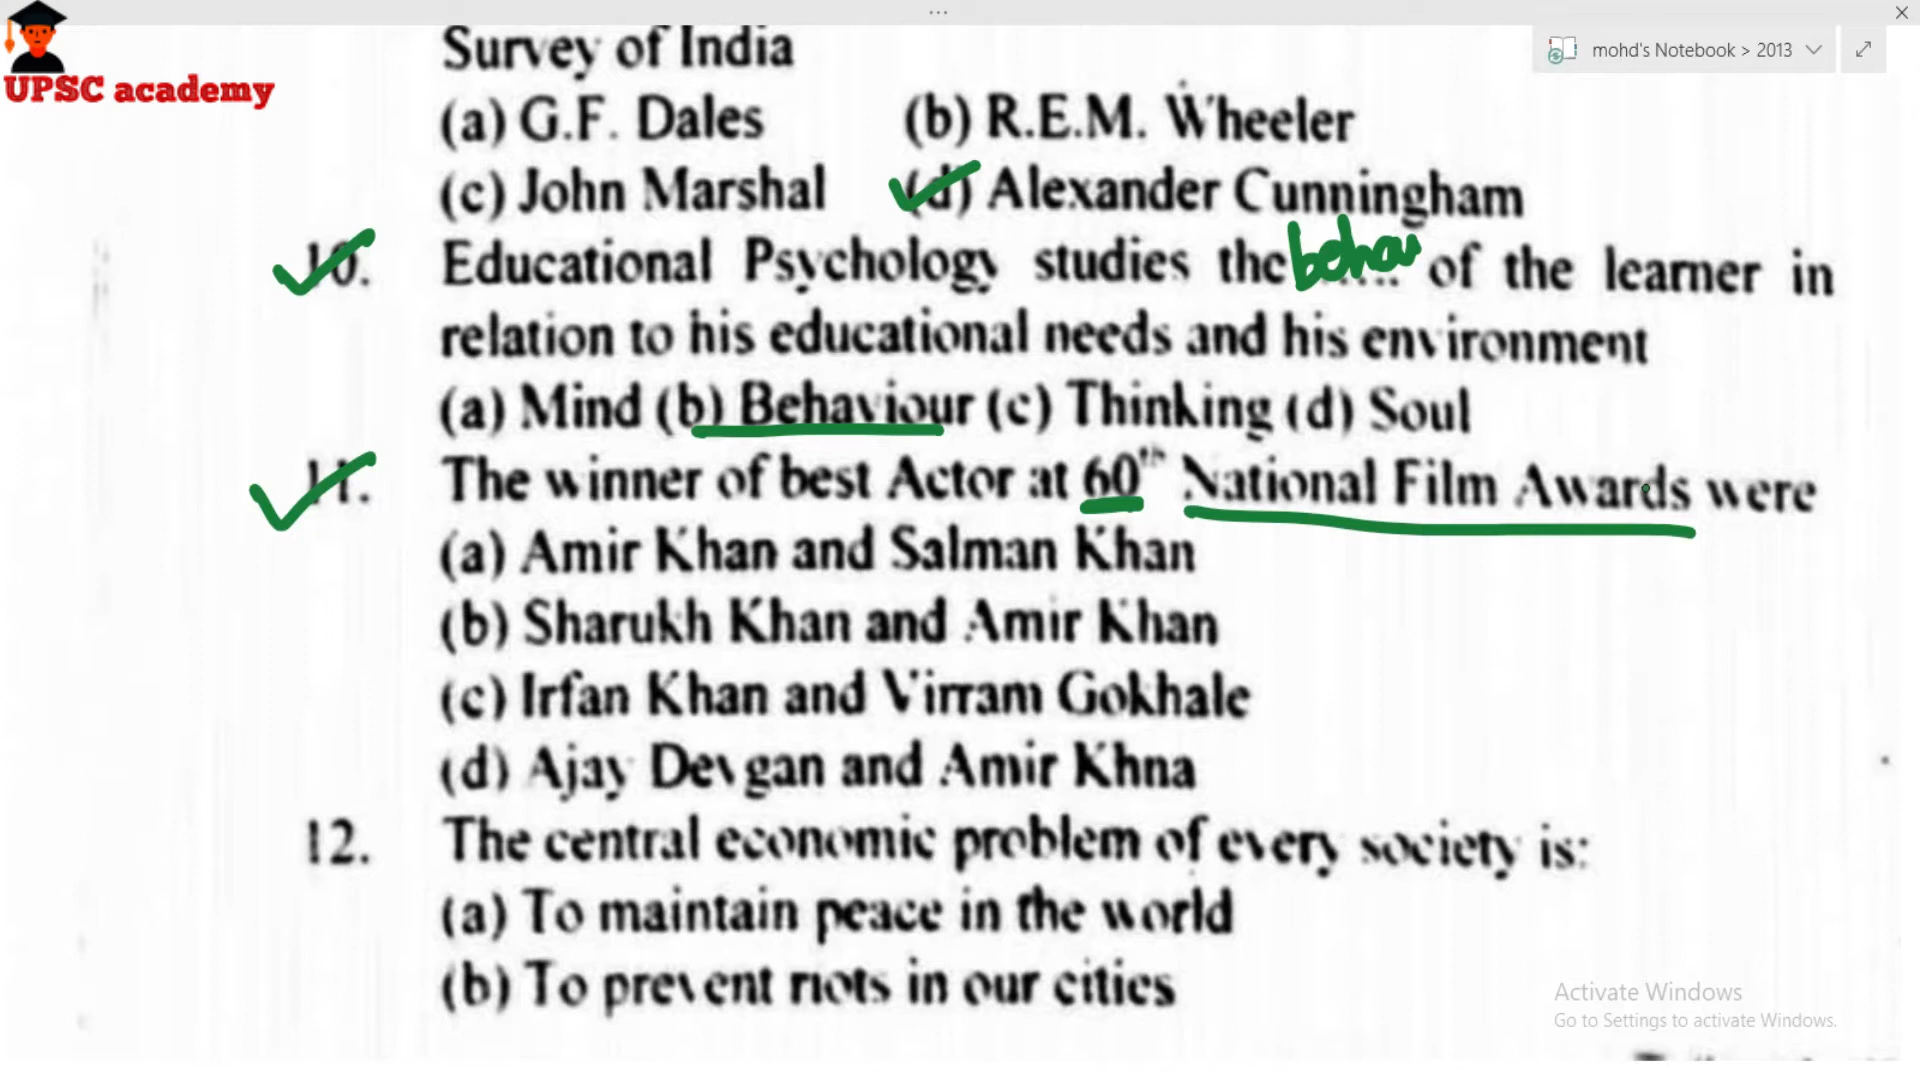 UPSC academy
mohd's Notebook > 2013
Survey of India
(a) G.F. Dales (b) R.E.M. Wheeler
(c) John Marshal (d) Alexander Cunningham
10. Educational Psychology studies the behav .... of the learner in
relation to his educational needs and his environment
(a) Mind (b) Behaviour (c) Thinking (d) Soul
11. The winner of best Actor at 60th National Film Awards were
(a) Amir Khan and Salman Khan
(b) Sharukh Khan and Amir Khan
(c) Irfan Khan and Virram Gokhale
(d) Ajay Devgan and Amir Khna
12. The central economic problem of every society is:
(a) To maintain peace in the world
(b) To prevent riots in our cities
Activate Windows
Go to Settings to activate Windows.